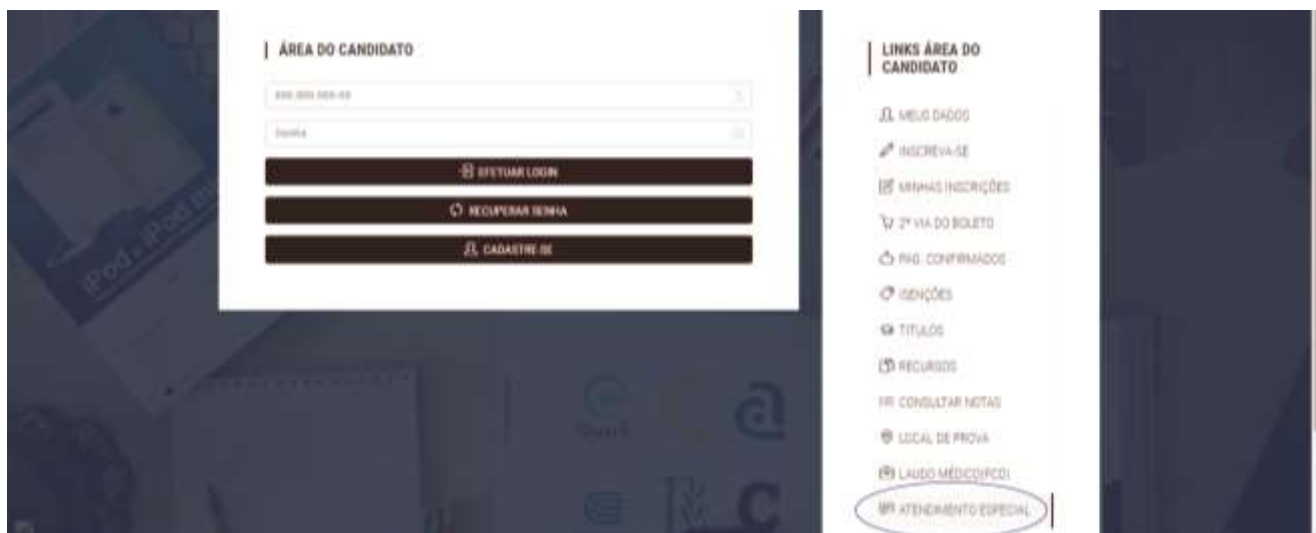 ÁREA DO CANDIDATO
Senha
EFETUAR LOGIN
RECUPERAR SENHA
CADASTRE-SE
LINKS ÁREA DO
CANDIDATO
MEUS DADOS
INSCREVA-SE
MINHAS INSCRIÇÕES
2ª VIA DO BOLETO
PAG. CONFIRMADOS
ISENÇÕES
TITULOS
RECURSOS
CONSULTAR NOTAS
LOCAL DE PROVA
LAUDO MÉDICO(PCD)
ATENDIMENTO ESPECIAL
iPod